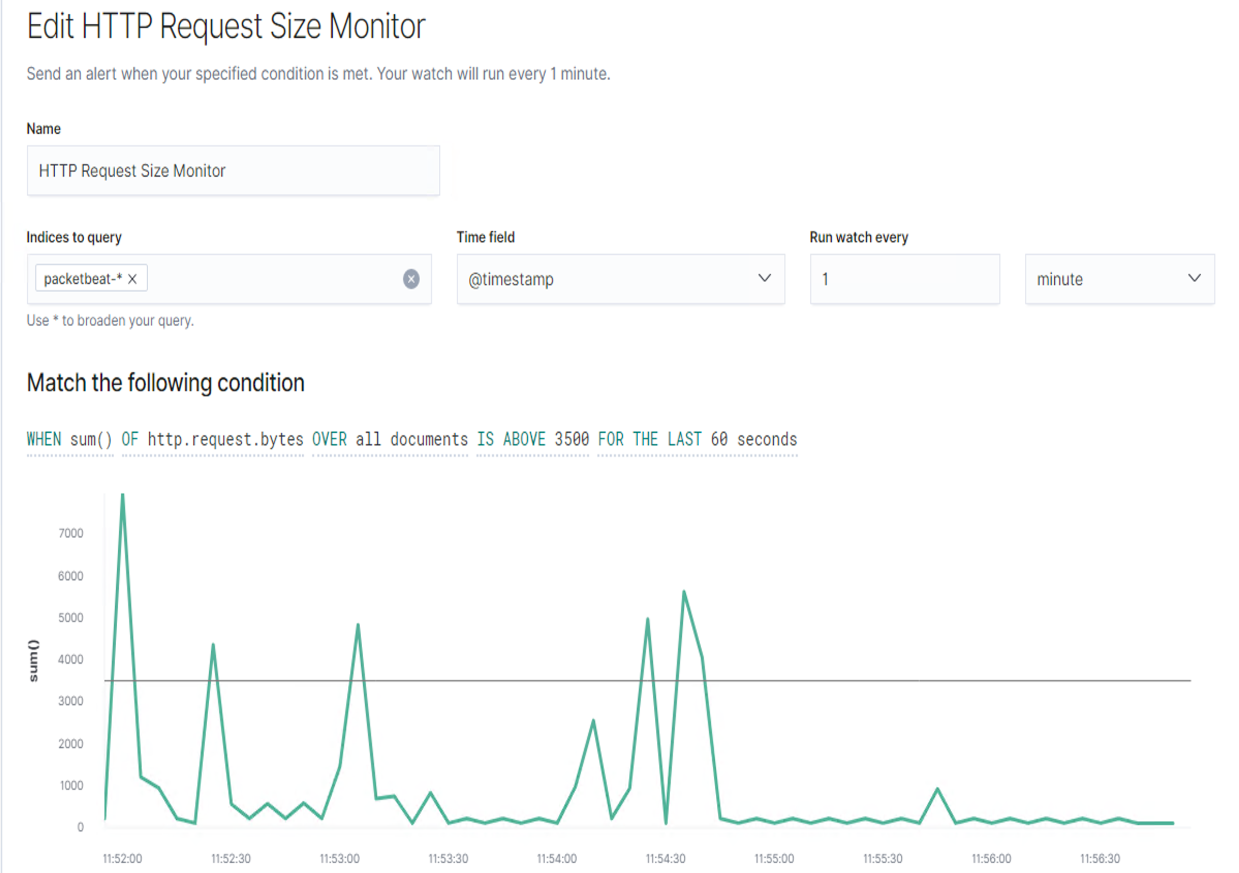 Edit HTTP Request Size Monitor
Send an alert when your specified condition is met. Your watch will run every 1 minute.
Name
HTTP Request Size Monitor
Indices to query
Time field
Run watch every
packetbeat-* ×
@timestamp
1
minute
Use * to broaden your query.
Match the following condition
WHEN sum() OF http.request.bytes OVER all documents IS ABOVE 3500 FOR THE LAST 60 seconds
sum()
7000
6000
5000
4000
3000
2000
1000
0
11:52:00
11:52:30
11:53:00
11:53:30
11:54:00
11:54:30
11:55:00
11:55:30
11:56:00
11:56:30